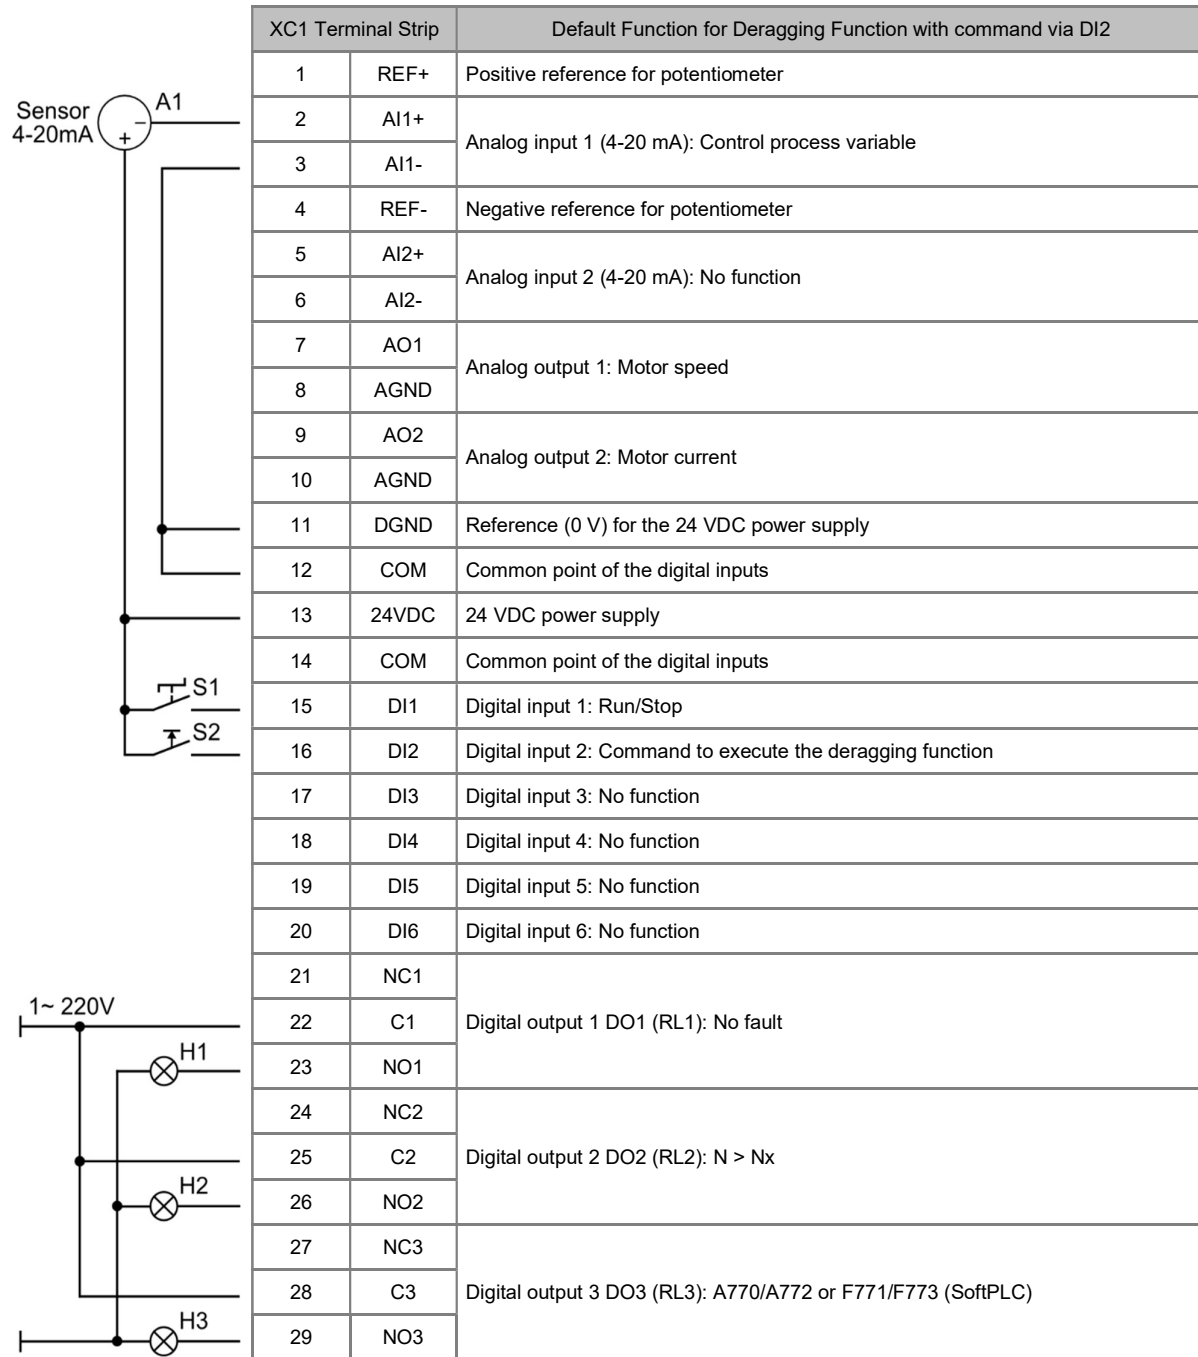 XC1 Terminal Strip Default Function for Deragging Function with command via DI2
1 REF+ Positive reference for potentiometer
Sensor
4-20mA
A1
-
+
2 AI1+
Analog input 1 (4-20 mA): Control process variable
3 AI1-
4 REF- Negative reference for potentiometer
5 AI2+
Analog input 2 (4-20 mA): No function
6 AI2-
7 AO1
Analog output 1: Motor speed
8 AGND
9 AO2
Analog output 2: Motor current
10 AGND
11 DGND Reference (0 V) for the 24 VDC power supply
12 COM Common point of the digital inputs
13 24VDC 24 VDC power supply
14 COM Common point of the digital inputs
S1
15 DI1 Digital input 1: Run/Stop
S2
16 DI2 Digital input 2: Command to execute the deragging function
17 DI3 Digital input 3: No function
18 DI4 Digital input 4: No function
19 DI5 Digital input 5: No function
20 DI6 Digital input 6: No function
21 NC1
1~ 220V
22 C1 Digital output 1 DO1 (RL1): No fault
H1
23 NO1
24 NC2
25 C2 Digital output 2 DO2 (RL2): N > Nx
H2
26 NO2
27 NC3
28 C3 Digital output 3 DO3 (RL3): A770/A772 or F771/F773 (SoftPLC)
H3
29 NO3